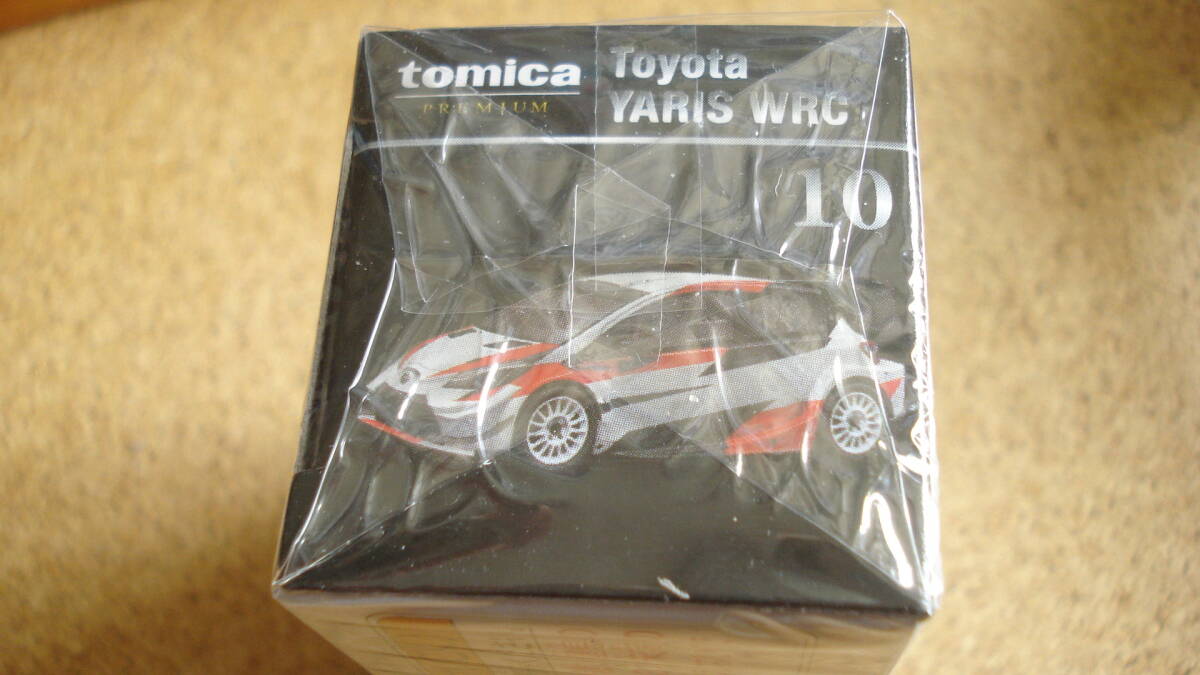 tomica
PREMIUM
Toyota
YARIS WRC
10